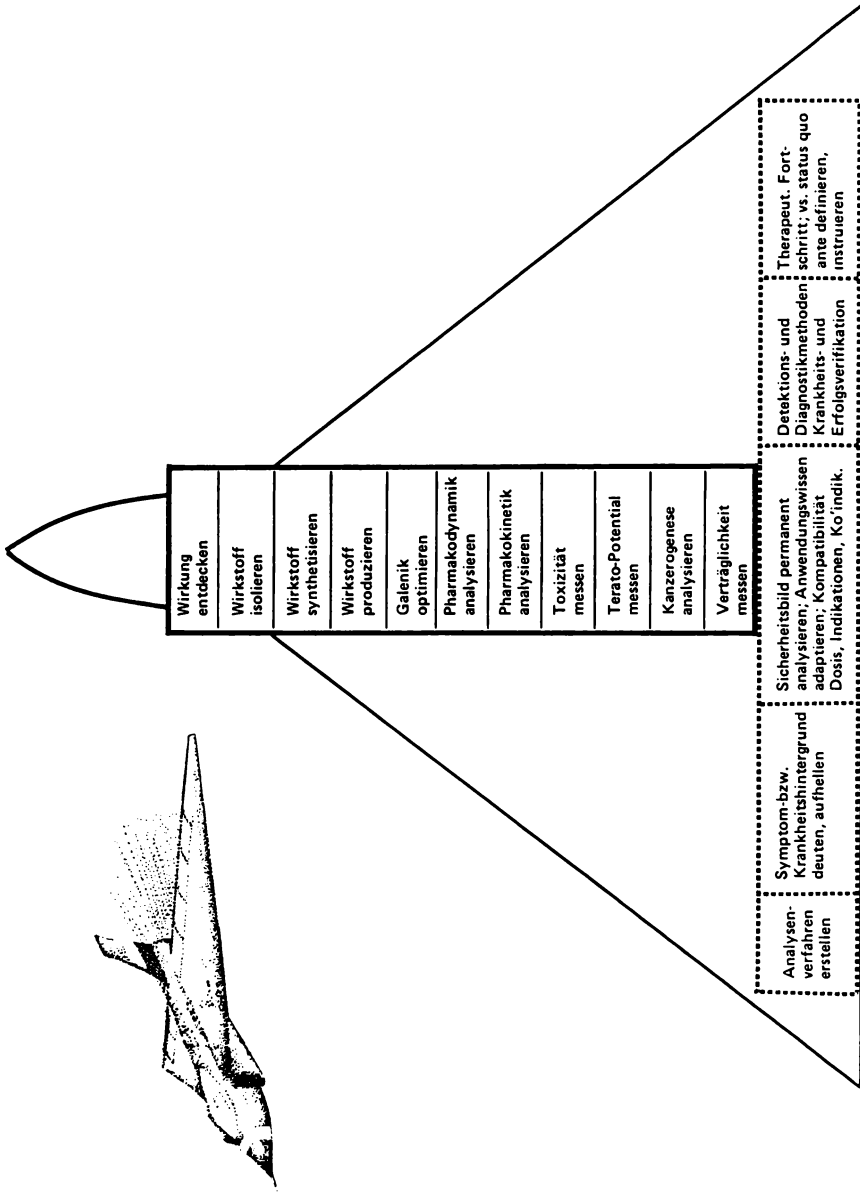 Wirkung
entdecken
Wirkstoff
isolieren
Wirkstoff
synthetisieren
Wirkstoff
produzieren
Galenik
optimieren
Pharmakodynamik
analysieren
Pharmakokinetik
analysieren
Toxizität
messen
Terato-Potential
messen
Kanzerogenese
analysieren
Verträglichkeit
messen
Analysen-
verfahren
erstellen
Symptom-bzw.
Krankheitshintergrund
deuten, aufhellen
Sicherheitsbild permanent
analysieren; Anwendungswissen
adaptieren; Kompatibilität
Dosis, Indikationen, Ko'indik.
Detektions- und
Diagnostikmethoden
Krankheits- und
Erfolgsverifikation
Therapeut. Fort-
schritt; vs. status quo
ante definieren,
instruieren